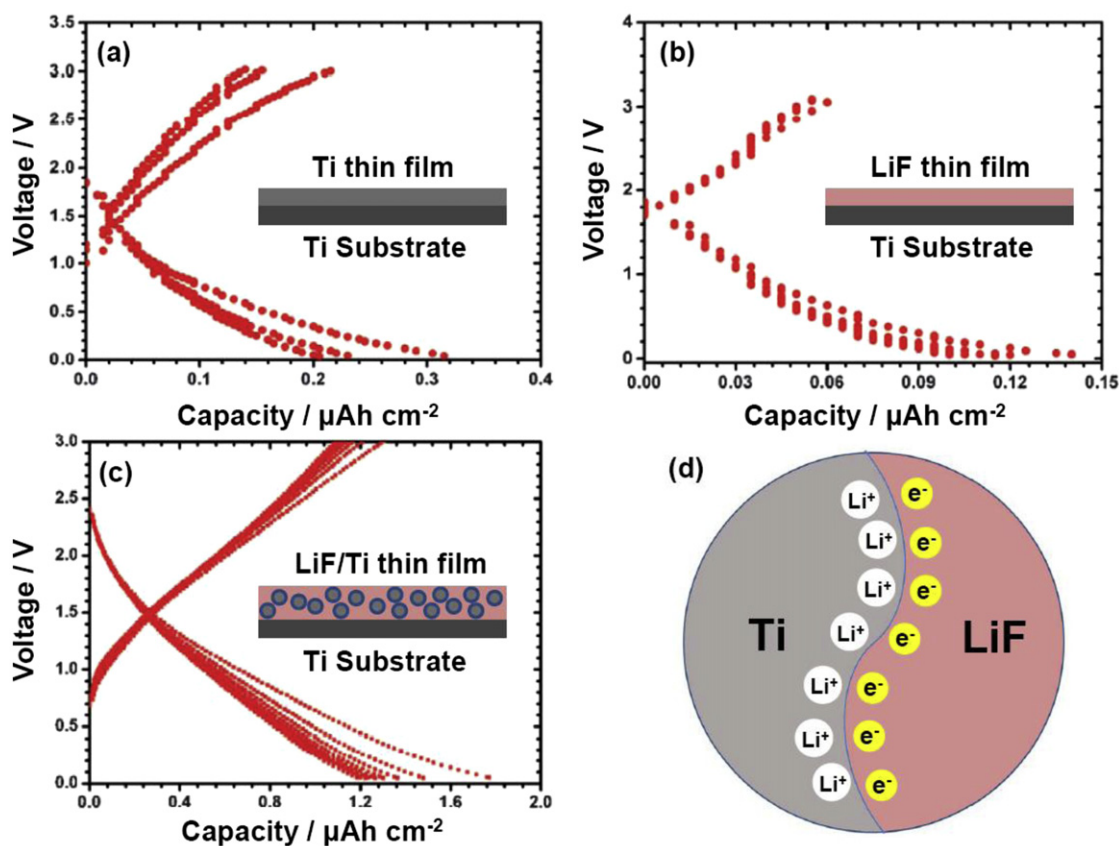 (a)
3.5
3.0
2.5
2.0
1.5
1.0
0.5
0.0
Voltage / V
Ti thin film
Ti Substrate
0.0 0.1 0.2 0.3 0.4
Capacity / µAh cm-2
(b)
4
3
2
1
0
Voltage / V
LiF thin film
Ti Substrate
0.00 0.03 0.06 0.09 0.12 0.15
Capacity / µAh cm-2
(c)
3.0
2.5
2.0
1.5
1.0
0.5
0.0
Voltage / V
LiF/Ti thin film
Ti Substrate
0.0 0.4 0.8 1.2 1.6 2.0
Capacity / µAh cm-2
(d)
Li+ e-
Li+ e-
Li+ e-
Ti Li+ e- LiF
Li+ e-
Li+ e-
Li+ e-